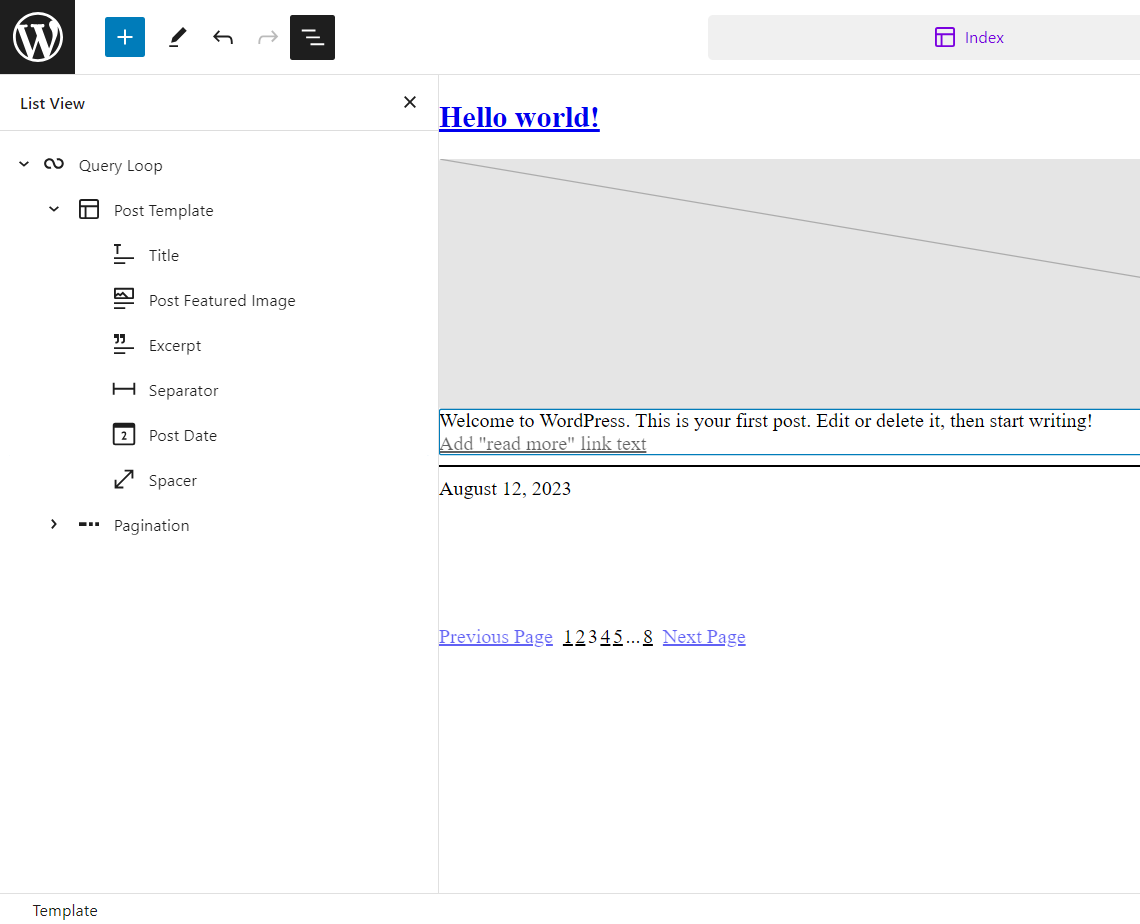 Index
List View
Query Loop
Post Template
Title
Post Featured Image
Excerpt
Separator
2 Post Date
Spacer
Pagination
Hello world!
Welcome to WordPress. This is your first post. Edit or delete it, then start writing!
Add "read more" link text
August 12, 2023
Previous Page 1 2 3 4 5 ... 8 Next Page
Template